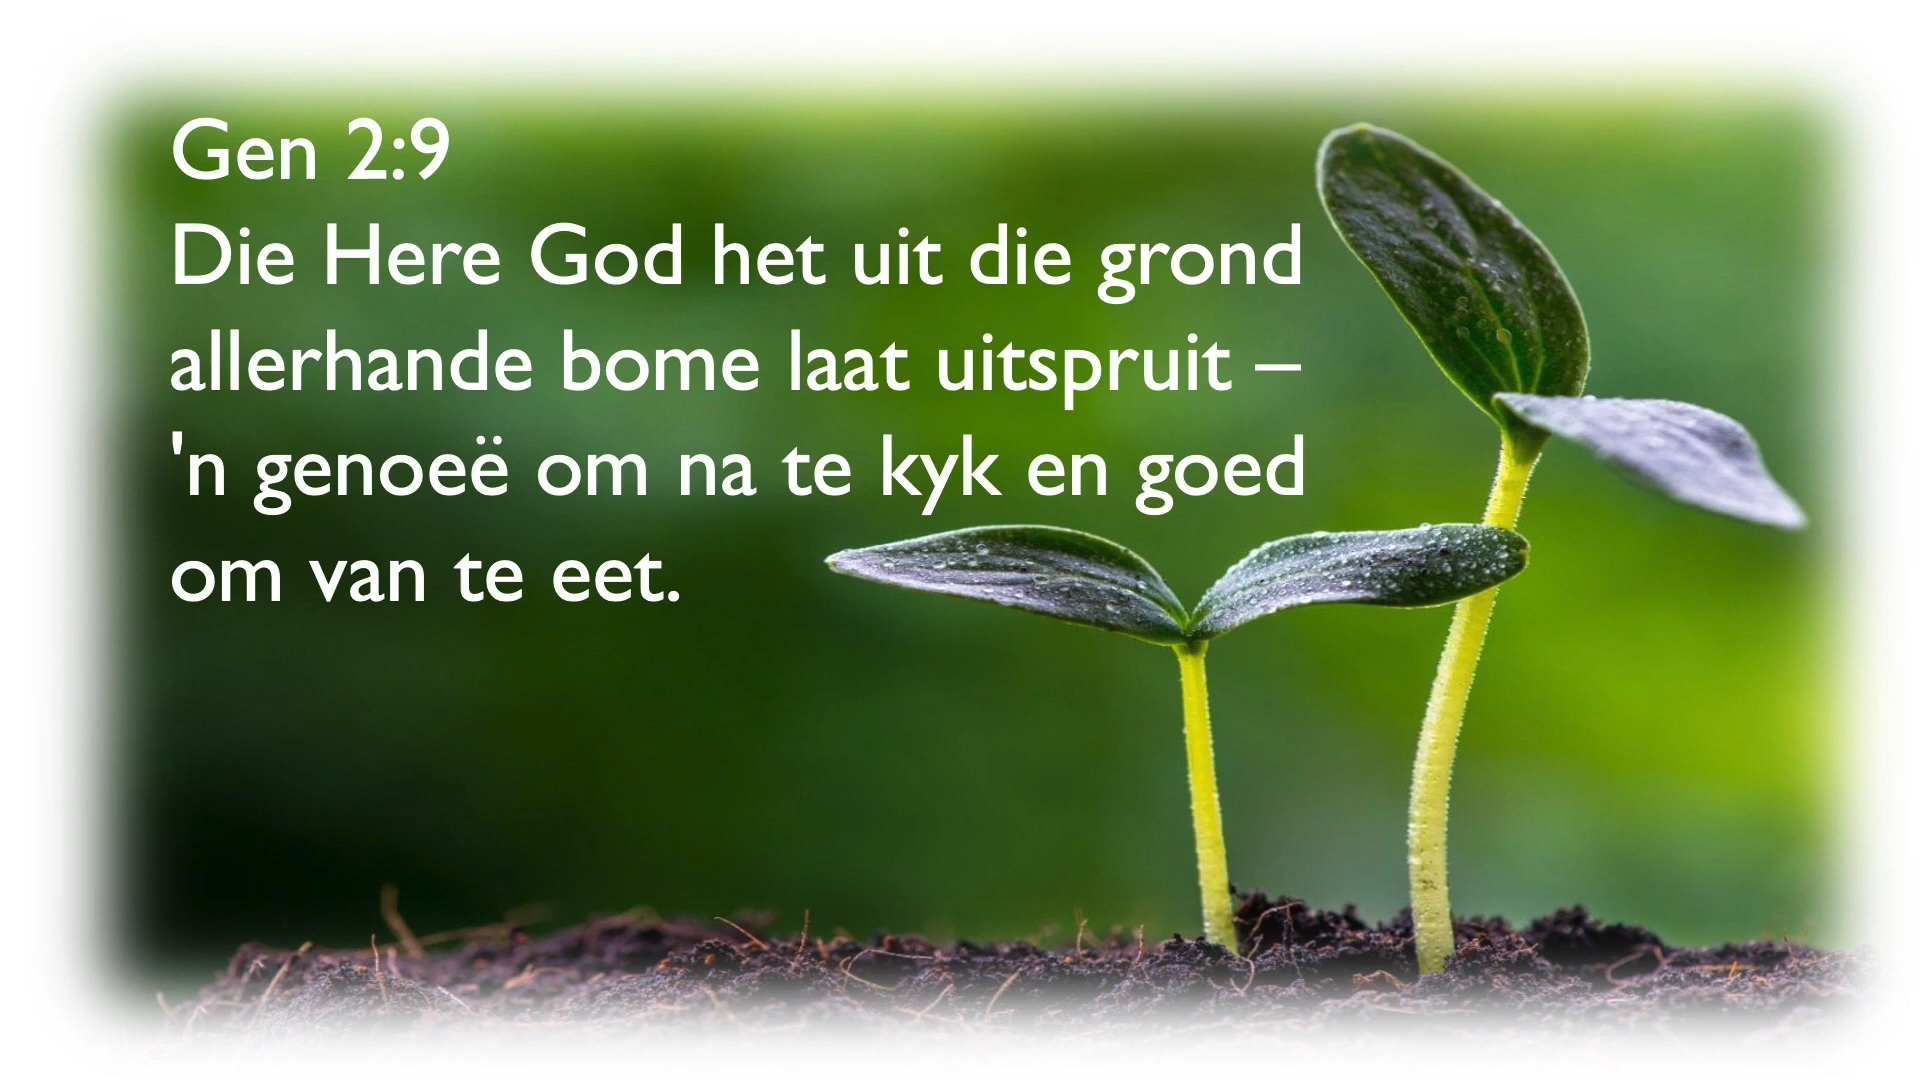 Gen 2:9
Die Here God het uit die grond
allerhande bome laat uitspruit –
'n genoeë om na te kyk en goed
om van te eet.